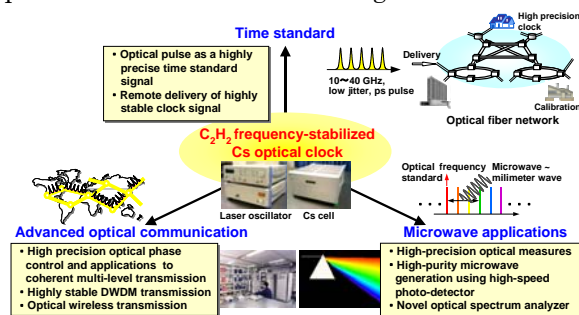 Time standard
• Optical pulse as a highly
precise time standard
signal
• Remote delivery of highly
stable clock signal
High precision
clock
Delivery
10～40 GHz,
low jitter, ps pulse
Calibration
Optical fiber network
C2H2 frequency-stabilized
Cs optical clock
Laser oscillator
Cs cell
Optical frequency
standard
Microwave ~
milimeter wave
Advanced optical communication
• High precision optical phase
control and applications to
coherent multi-level transmission
• Highly stable DWDM transmission
• Optical wireless transmission
Microwave applications
• High-precision optical measures
• High-purity microwave
generation using high-speed
photo-detector
• Novel optical spectrum analyzer